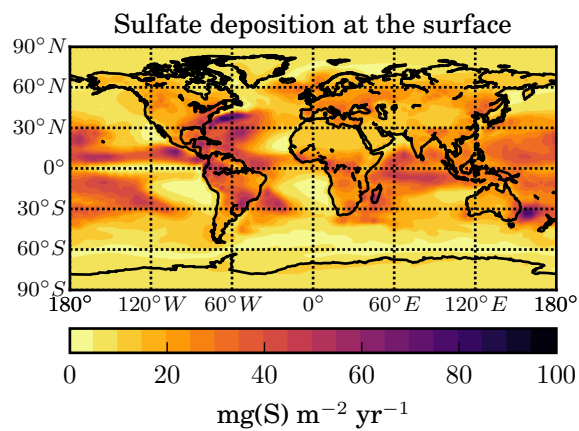 Sulfate deposition at the surface
90°N
60°N
30°N
0°
30°S
60°S
90°S
180° 120°W 60°W 0° 60°E 120°E 180°
0 20 40 60 80 100
mg(S) m⁻² yr⁻¹